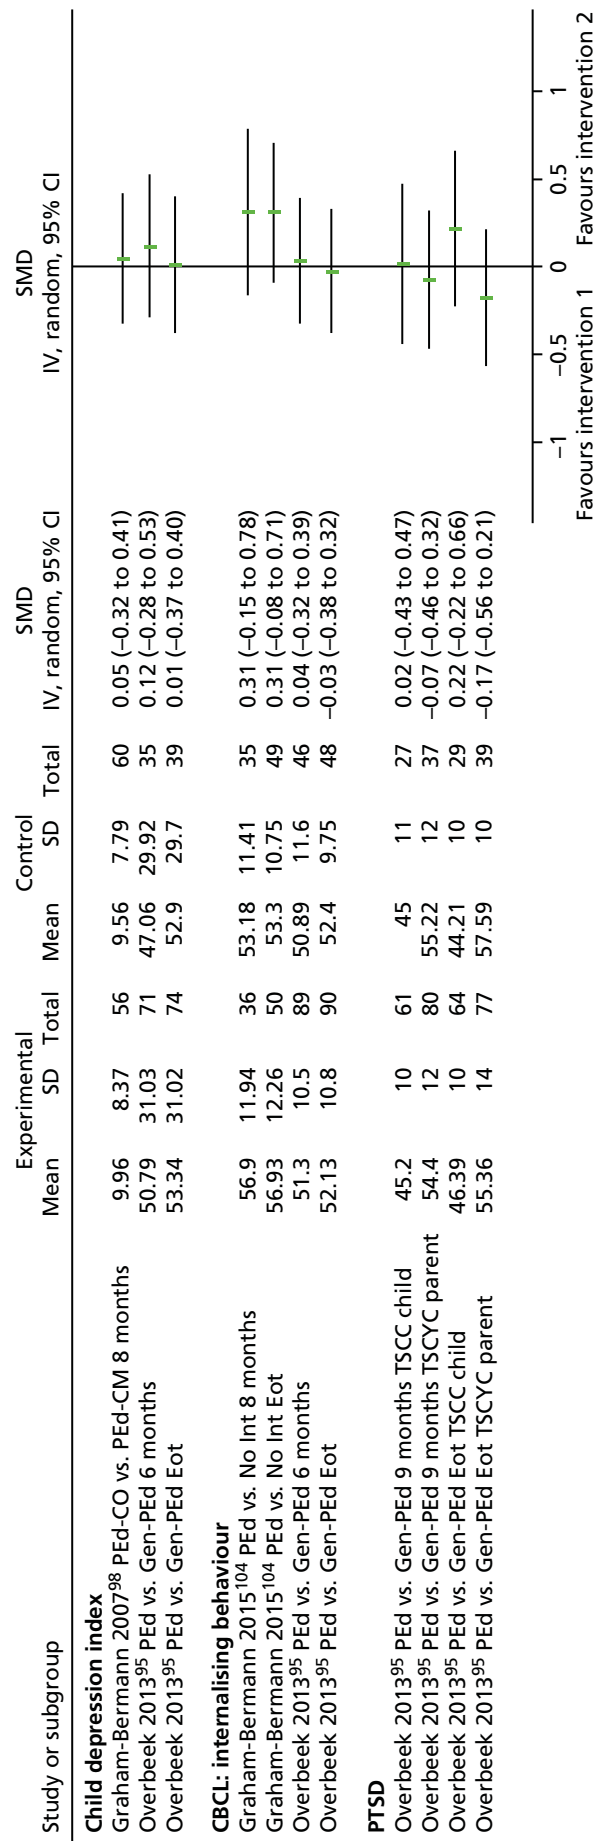 Experimental Control SMD SMD
Study or subgroup Mean SD Total Mean SD Total IV, random, 95% CI IV, random, 95% CI
Child depression index
Graham-Bermann 2007⁹⁸ PEd-CO vs. PEd-CM 8 months 9.96 8.37 56 9.56 7.79 60 0.05 (–0.32 to 0.41)
Overbeek 2013⁹⁵ PEd vs. Gen-PEd 6 months 50.79 31.03 71 47.06 29.92 35 0.12 (–0.28 to 0.53)
Overbeek 2013⁹⁵ PEd vs. Gen-PEd Eot 53.34 31.02 74 52.9 29.7 39 0.01 (–0.37 to 0.40)
CBCL: internalising behaviour
Graham-Bermann 2015¹⁰⁴ PEd vs. No Int 8 months 56.9 11.94 36 53.18 11.41 35 0.31 (–0.15 to 0.78)
Graham-Bermann 2015¹⁰⁴ PEd vs. No Int Eot 56.93 12.26 50 53.3 10.75 49 0.31 (–0.08 to 0.71)
Overbeek 2013⁹⁵ PEd vs. Gen-PEd 6 months 51.3 10.5 89 50.89 11.6 46 0.04 (–0.32 to 0.39)
Overbeek 2013⁹⁵ PEd vs. Gen-PEd Eot 52.13 10.8 90 52.4 9.75 48 –0.03 (–0.38 to 0.32)
PTSD
Overbeek 2013⁹⁵ PEd vs. Gen-PEd 9 months TSCC child 45.2 10 61 45 11 27 0.02 (–0.43 to 0.47)
Overbeek 2013⁹⁵ PEd vs. Gen-PEd 9 months TSCYC parent 54.4 12 80 55.22 12 37 –0.07 (–0.46 to 0.32)
Overbeek 2013⁹⁵ PEd vs. Gen-PEd Eot TSCC child 46.39 10 64 44.21 10 29 0.22 (–0.22 to 0.66)
Overbeek 2013⁹⁵ PEd vs. Gen-PEd Eot TSCYC parent 55.36 14 77 57.59 10 39 –0.17 (–0.56 to 0.21)
–1 –0.5 0 0.5 1
Favours intervention 1 Favours intervention 2